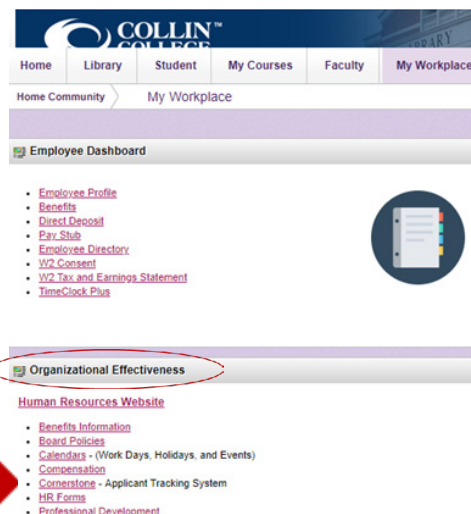 COLLIN™
COLLEGE
Home Library Student My Courses Faculty My Workplace
Home Community My Workplace
Employee Dashboard
Employee Profile
Benefits
Direct Deposit
Pay Stub
Employee Directory
W2 Consent
W2 Tax and Earnings Statement
TimeClock Plus
Organizational Effectiveness
Human Resources Website
Benefits Information
Board Policies
Calendars - (Work Days, Holidays, and Events)
Compensation
Cornerstone - Applicant Tracking System
HR Forms
Professional Development